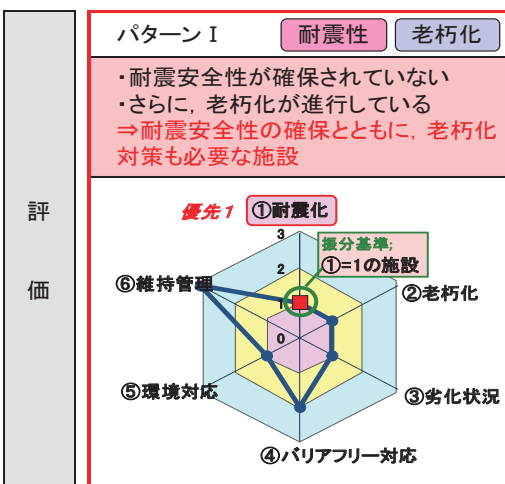 評
価
パターン I 耐震性 老朽化
・耐震安全性が確保されていない
・さらに，老朽化が進行している
⇒耐震安全性の確保とともに，老朽化
対策も必要な施設
優先1 ①耐震化
3
振分基準;
①=1の施設
2
⑥維持管理
②老朽化
1
0
⑤環境対応
③劣化状況
④バリアフリー対応